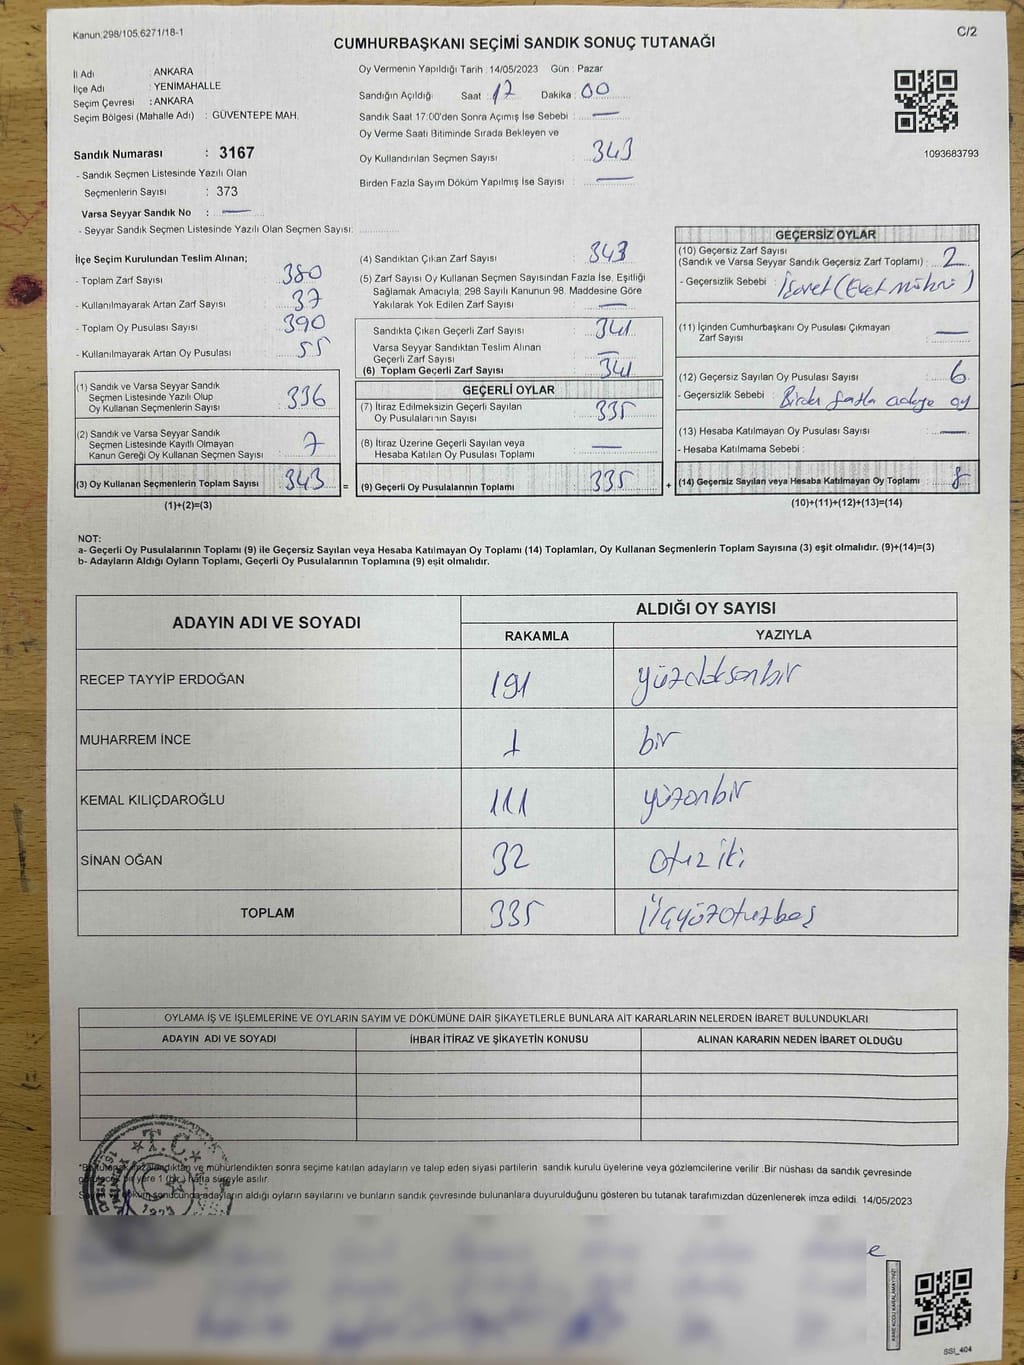 Kanun 298/105.6271/18-1
C/2
CUMHURBAŞKANI SEÇİMİ SANDIK SONUÇ TUTANAĞI
İl Adı ANKARA
İlçe Adı : YENİMAHALLE
Seçim Çevresi : ANKARA
Seçim Bölgesi (Mahalle Adı) : GÜVENTEPE MAH.
Sandık Numarası : 3167
- Sandık Seçmen Listesinde Yazılı Olan
Seçmenlerin Sayısı : 373
Varsa Seyyar Sandık No : —
- Seyyar Sandık Seçmen Listesinde Yazılı Olan Seçmen Sayısı:
Oy Vermenin Yapıldığı Tarih : 14/05/2023 Gün : Pazar
Sandığın Açıldığı Saat : 17 Dakika : 00
Sandık Saat 17.00'den Sonra Açımış İse Sebebi : —
Oy Verme Saati Bitiminde Sırada Bekleyen ve
Oy Kullandırılan Seçmen Sayısı : 343
Birden Fazla Sayım Döküm Yapılmış İse Sayısı : —
1093683793
İlçe Seçim Kurulundan Teslim Alınan;
- Toplam Zarf Sayısı : 380
- Kullanılmayarak Artan Zarf Sayısı : 37
- Toplam Oy Pusulası Sayısı : 390
- Kullanılmayarak Artan Oy Pusulası : 55
(1) Sandık ve Varsa Seyyar Sandık
Seçmen Listesinde Yazılı Olup
Oy Kullanan Seçmenlerin Sayısı : 336
(2) Sandık ve Varsa Seyyar Sandık
Seçmen Listesinde Kayıtlı Olmayan
Kanun Gereği Oy Kullanan Seçmen Sayısı : 7
(3) Oy Kullanan Seçmenlerin Toplam Sayısı : 343 =
(1)+(2)=(3)
(4) Sandıktan Çıkan Zarf Sayısı : 343
(5) Zarf Sayısı Oy Kullanan Seçmen Sayısından Fazla İse, Eşitliği
Sağlamak Amacıyla, 298 Sayılı Kanunun 98. Maddesine Göre
Yakılarak Yok Edilen Zarf Sayısı : —
Sandıkta Çıkan Geçerli Zarf Sayısı : 341
Varsa Seyyar Sandıktan Teslim Alınan
Geçerli Zarf Sayısı : —
(6) Toplam Geçerli Zarf Sayısı : 341
GEÇERLİ OYLAR
(7) İtiraz Edilmeksizin Geçerli Sayılan
Oy Pusulalarının Sayısı : 335
(8) İtiraz Üzerine Geçerli Sayılan veya
Hesaba Katılan Oy Pusulası Toplamı : —
(9) Geçerli Oy Pusulalarının Toplamı : 335 +
GEÇERSİZ OYLAR
(10) Geçersiz Zarf Sayısı
(Sandık ve Varsa Seyyar Sandık Geçersiz Zarf Toplamı) : 2
- Geçersizlik Sebebi : İşaret (Evet Mührü)
(11) İçinden Cumhurbaşkanı Oy Pusulası Çıkmayan
Zarf Sayısı : —
(12) Geçersiz Sayılan Oy Pusulası Sayısı : 6
- Geçersizlik Sebebi : Birden fazla adaya oy
(13) Hesaba Katılmayan Oy Pusulası Sayısı : —
- Hesaba Katılmama Sebebi :
(14) Geçersiz Sayılan veya Hesaba Katılmayan Oy Toplamı : 8
(10)+(11)+(12)+(13)=(14)
NOT:
a- Geçerli Oy Pusulalarının Toplamı (9) ile Geçersiz Sayılan veya Hesaba Katılmayan Oy Toplamı (14) Toplamları, Oy Kullanan Seçmenlerin Toplam Sayısına (3) eşit olmalıdır. (9)+(14)=(3)
b- Adayların Aldığı Oyların Toplamı, Geçerli Oy Pusulalarının Toplamına (9) eşit olmalıdır.
ADAYIN ADI VE SOYADI ALDIĞI OY SAYISI
RAKAMLA YAZIYLA
RECEP TAYYİP ERDOĞAN 191 yüzdoksanbir
MUHARREM İNCE 1 bir
KEMAL KILIÇDAROĞLU 111 yüzonbir
SİNAN OĞAN 32 otuz iki
TOPLAM 335 Üçyüzotuzbeş
OYLAMA İŞ VE İŞLEMLERİNE VE OYLARIN SAYIM VE DÖKÜMÜNE DAİR ŞİKAYETLERLE BUNLARA AİT KARARLARIN NELERDEN İBARET BULUNDUKLARI
ADAYIN ADI VE SOYADI İHBAR İTİRAZ VE ŞİKAYETİN KONUSU ALINAN KARARIN NEDEN İBARET OLDUĞU
T.C.
ve mühürlendikten sonra seçime katılan adayların ve talep eden siyasi partilerin sandık kurulu üyelerine veya gözlemcilerine verilir. Bir nüshası da sandık çevresinde
yere 1 (bir) hafta süreyle asılır.
sonucunda adayların aldığı oyların sayılarını ve bunların sandık çevresinde bulunanlara duyurulduğunu gösteren bu tutanak tarafımızdan düzenlenerek imza edildi. 14/05/2023
KARE KODU KARALAMAYINIZ!
SSİ_404